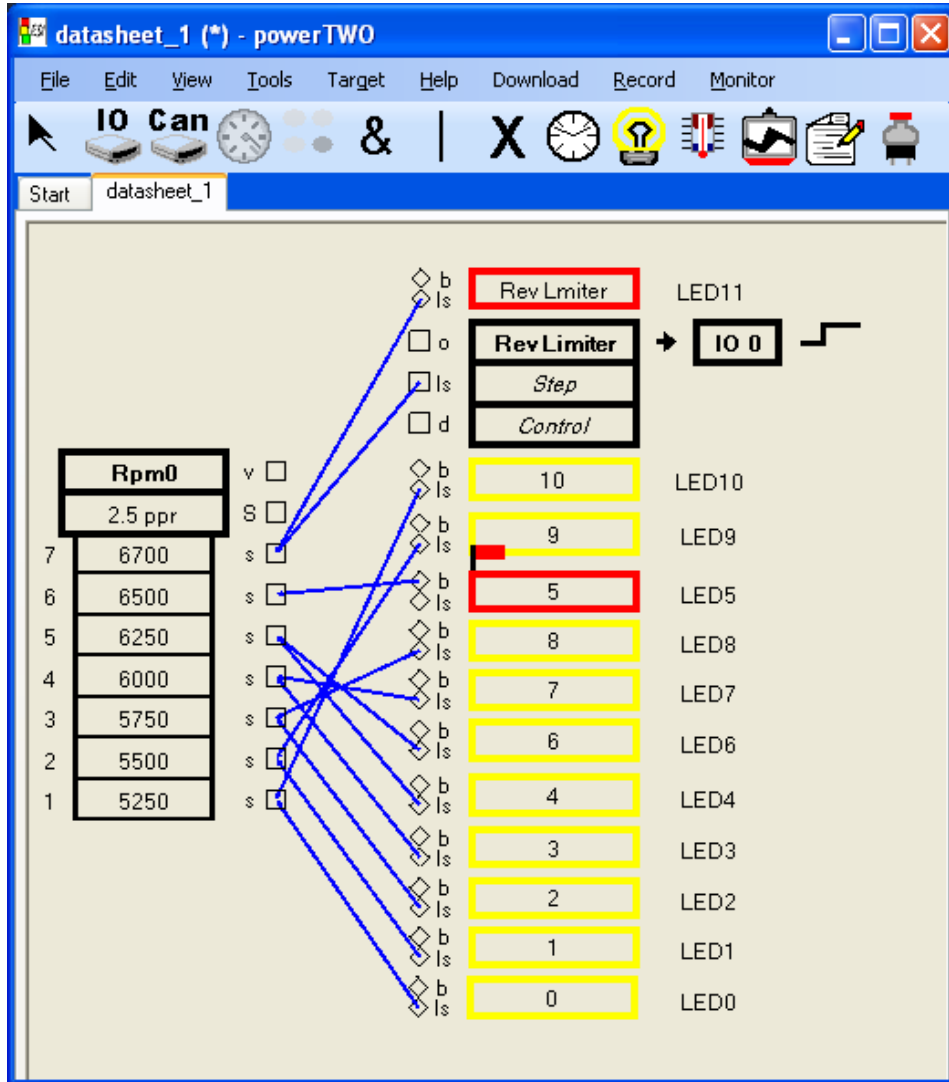 datasheet_1 (*) - powerTWO
File Edit View Tools Target Help Download Record Monitor
IO Can & | X
Start datasheet_1
b
ls Rev Lmiter LED11
o Rev Limiter IO 0
ls Step
d Control
Rpm0 v
2.5 ppr S
7 6700 s
6 6500 s
5 6250 s
4 6000 s
3 5750 s
2 5500 s
1 5250 s
b
ls 10 LED10
b
ls 9 LED9
b
ls 5 LED5
b
ls 8 LED8
b
ls 7 LED7
b
ls 6 LED6
b
ls 4 LED4
b
ls 3 LED3
b
ls 2 LED2
b
ls 1 LED1
b
ls 0 LED0